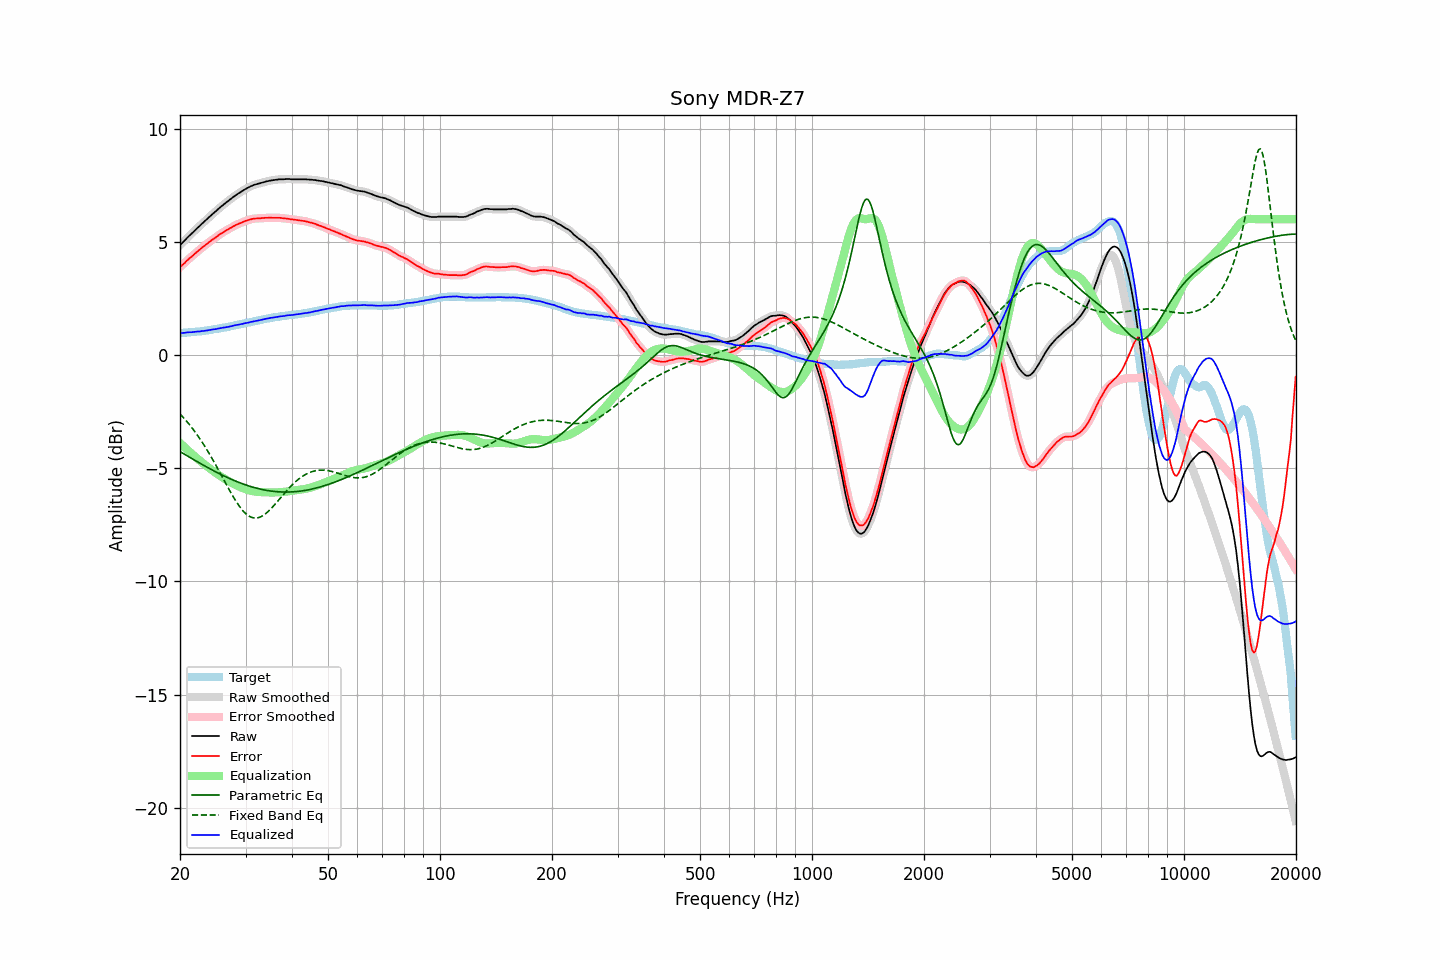 Sony MDR-Z7
10
5
0
−5
−10
−15
−20
Amplitude (dBr)
Target
Raw Smoothed
Error Smoothed
Raw
Error
Equalization
Parametric Eq
Fixed Band Eq
Equalized
20 50 100 200 500 1000 2000 5000 10000 20000
Frequency (Hz)